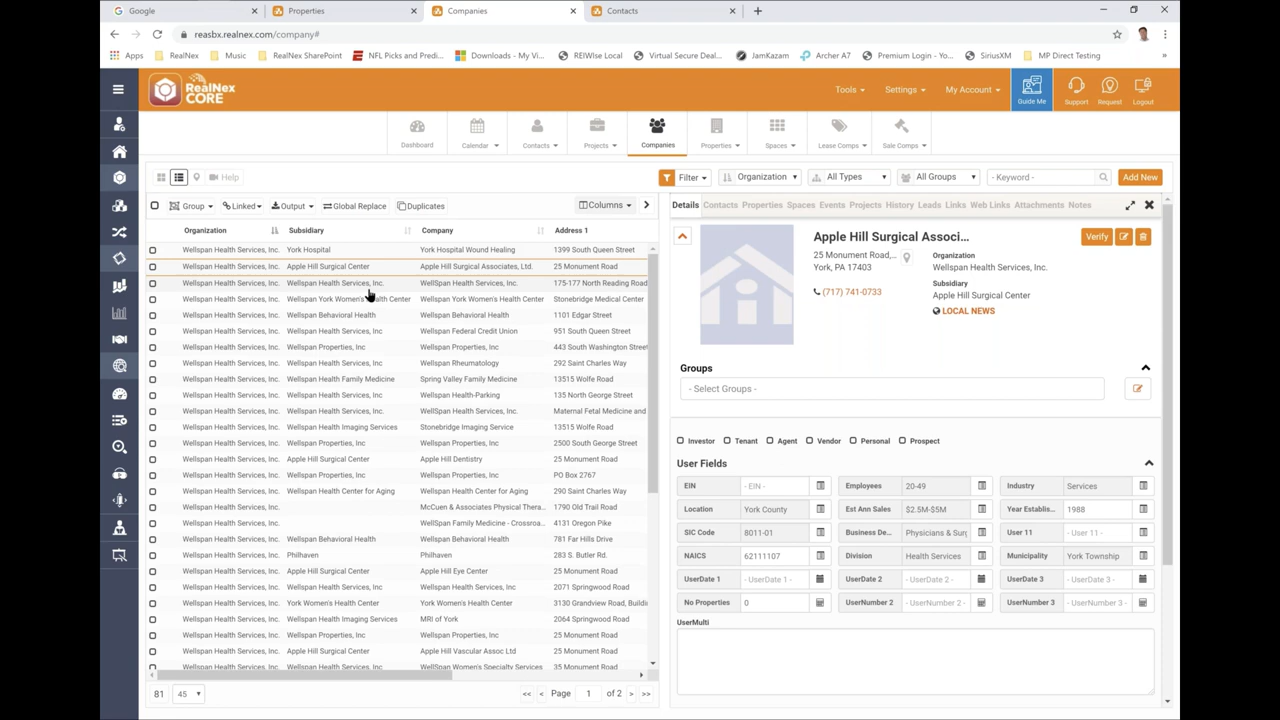 Google
Properties
Companies
Contacts
reasbx.realnex.com/company#
Apps RealNex Music RealNex SharePoint NFL Picks and Predi... Downloads - My Vi... REIWise Local Virtual Secure Deal... JamKazam Archer A7 Premium Login - Yo... SiriusXM MP Direct Testing »
RealNex CORE
Tools Settings My Account Guide Me Support Request Logout
Dashboard Calendar Contacts Projects Companies Properties Spaces Lease Comps Sale Comps
Help Filter Organization All Types All Groups - Keyword - Add New
Group Linked Output Global Replace Duplicates Columns
Organization Subsidiary Company Address 1
Wellspan Health Services, Inc. York Hospital York Hospital Wound Healing 1399 South Queen Street
Wellspan Health Services, Inc. Apple Hill Surgical Center Apple Hill Surgical Associates, Ltd. 25 Monument Road
Wellspan Health Services, Inc. Wellspan Health Services, Inc. WellSpan Health Services, Inc. 175-177 North Reading Road
Wellspan Health Services, Inc. Wellspan York Women's Health Center Wellspan York Women's Health Center Stonebridge Medical Center
Wellspan Health Services, Inc. Wellspan Behavioral Health Wellspan Behavioral Health 1101 Edgar Street
Wellspan Health Services, Inc. Wellspan Health Services, Inc Wellspan Federal Credit Union 951 South Queen Street
Wellspan Health Services, Inc. Wellspan Properties, Inc Wellspan Properties, Inc 443 South Washington Street
Wellspan Health Services, Inc. Wellspan Health Services, Inc Wellspan Rheumatology 292 Saint Charles Way
Wellspan Health Services, Inc. Wellspan Health Family Medicine Spring Valley Family Medicine 13515 Wolfe Road
Wellspan Health Services, Inc. Wellspan Health Services, Inc Wellspan Health-Parking 135 North George Street
Wellspan Health Services, Inc. Wellspan Health Services, Inc. WellSpan Health Services, Inc. Maternal Fetal Medicine and
Wellspan Health Services, Inc. Wellspan Health Imaging Services Stonebridge Imaging Service 13515 Wolfe Road
Wellspan Health Services, Inc. Wellspan Properties, Inc Wellspan Properties, Inc 2500 South George Street
Wellspan Health Services, Inc. Apple Hill Surgical Center Apple Hill Dentistry 25 Monument Road
Wellspan Health Services, Inc. Wellspan Properties, Inc Wellspan Properties, Inc PO Box 2767
Wellspan Health Services, Inc. Wellspan Health Center for Aging Wellspan Health Center for Aging 290 Saint Charles Way
Wellspan Health Services, Inc. McCuen & Associates Physical Thera... 1790 Old Trail Road
Wellspan Health Services, Inc. WellSpan Family Medicine - Crossroa... 4131 Oregon Pike
Wellspan Health Services, Inc. Wellspan Behavioral Health Wellspan Behavioral Health 781 Far Hills Drive
Wellspan Health Services, Inc. Philhaven Philhaven 283 S. Butler Rd.
Wellspan Health Services, Inc. Apple Hill Surgical Center Apple Hill Eye Center 25 Monument Road
Wellspan Health Services, Inc. Wellspan Health Services, Inc Wellspan Health Services, Inc 2071 Springwood Road
Wellspan Health Services, Inc. York Women's Health Center York Women's Health Center 3130 Grandview Road, Buildi
Wellspan Health Services, Inc. Wellspan Health Imaging Services MRI of York 2064 Springwood Road
Wellspan Health Services, Inc. Wellspan Properties, Inc Wellspan Properties, Inc 25 Monument Road
Wellspan Health Services, Inc. Apple Hill Surgical Center Apple Hill Vascular Assoc Ltd 25 Monument Road
Wellspan Health Services, Inc. Wellspan Health Services, Inc. WellSpan Women's Specialty Services 35 Monument Road
81 45 << < Page 1 of 2 > >>
Details Contacts Properties Spaces Events Projects History Leads Links Web Links Attachments Notes
Apple Hill Surgical Associ...
Verify
25 Monument Road,...
York, PA 17403
(717) 741-0733
Organization
Wellspan Health Services, Inc.
Subsidiary
Apple Hill Surgical Center
LOCAL NEWS
Groups
- Select Groups -
Investor Tenant Agent Vendor Personal Prospect
User Fields
EIN - EIN - Employees 20-49 Industry Services
Location York County Est Ann Sales $2.5M-$5M Year Establis... 1988
SIC Code 8011-01 Business De... Physicians & Surg User 11 - User 11 -
NAICS 62111107 Division Health Services Municipality York Township
UserDate 1 - UserDate 1 - UserDate 2 - UserDate 2 - UserDate 3 - UserDate 3 -
No Properties 0 UserNumber 2 - UserNumber 2 - UserNumber 3 - UserNumber 3 -
UserMulti